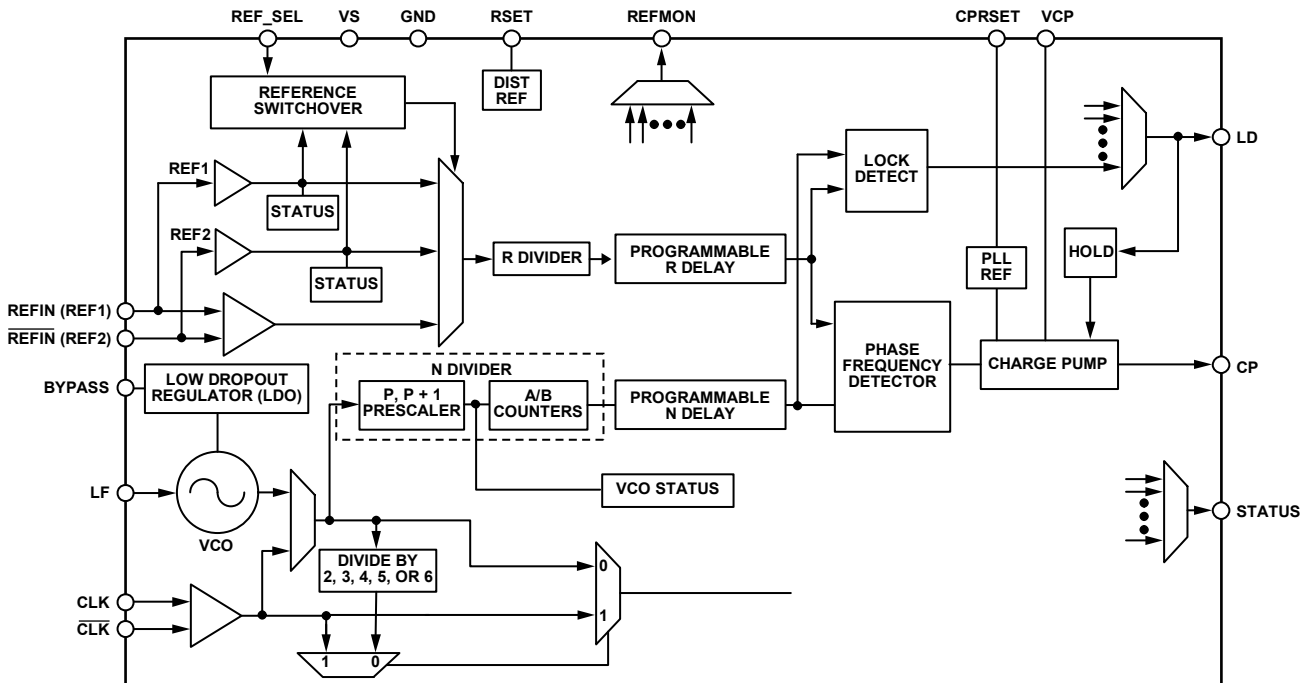 REF_SEL VS GND RSET REFMON CPRSET VCP
REFERENCE
SWITCHOVER
DIST
REF
REF1
STATUS
REF2
STATUS
LOCK
DETECT
LD
R DIVIDER
PROGRAMMABLE
R DELAY
PLL
REF
HOLD
REFIN (REF1)
REFIN (REF2)
BYPASS
LOW DROPOUT
REGULATOR (LDO)
N DIVIDER
P, P + 1
PRESCALER
A/B
COUNTERS
PROGRAMMABLE
N DELAY
PHASE
FREQUENCY
DETECTOR
CHARGE PUMP
CP
LF
VCO
VCO STATUS
STATUS
DIVIDE BY
2, 3, 4, 5, OR 6
0
1
CLK
CLK
1 0